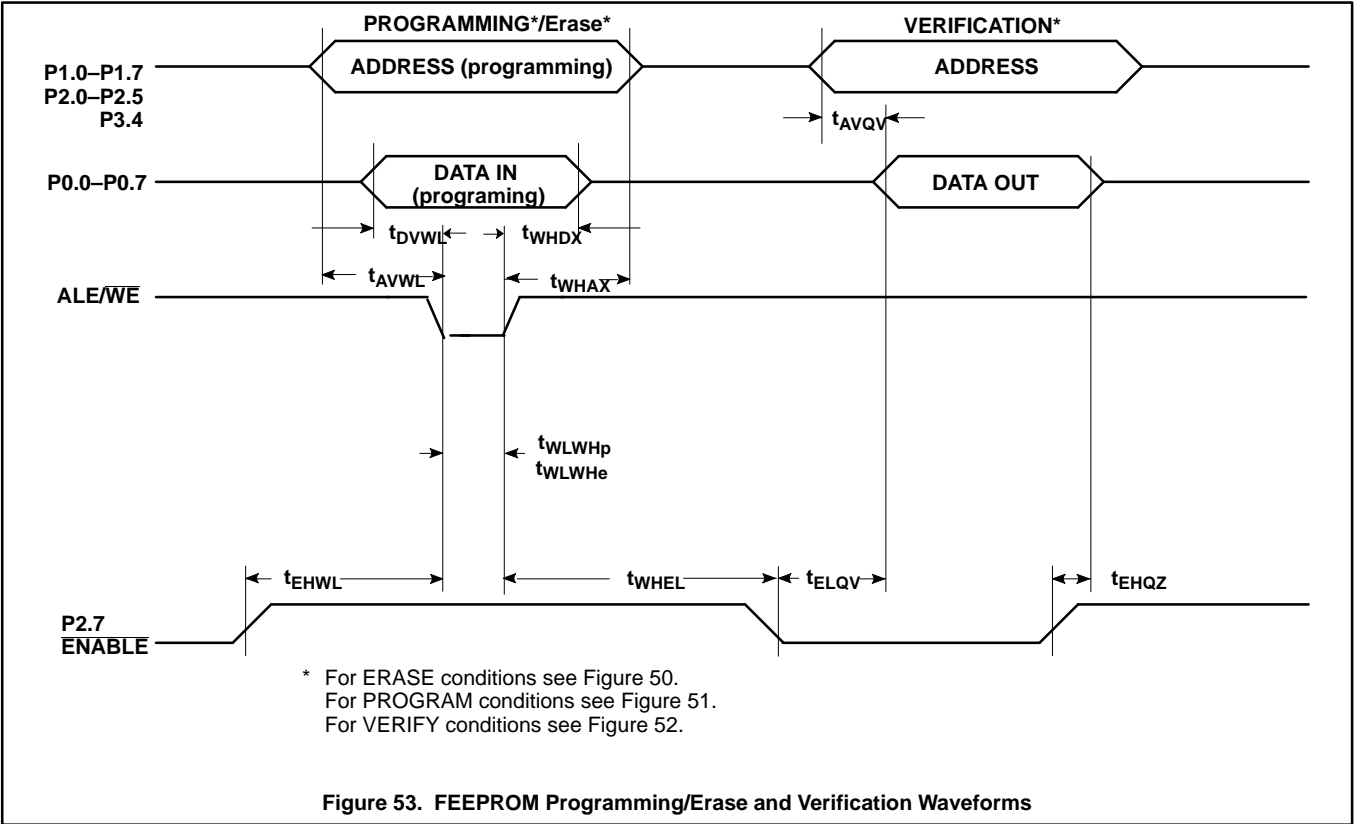 PROGRAMMING*/Erase*
VERIFICATION*
P1.0–P1.7
P2.0–P2.5
P3.4
ADDRESS (programming)
ADDRESS
tAVQV
P0.0–P0.7
DATA IN
(programing)
DATA OUT
tDVWL
tWHDX
tAVWL
tWHAX
ALE/WE
tWLWHp
tWLWHe
tEHWL
tWHEL
tELQV
tEHQZ
P2.7
ENABLE
* For ERASE conditions see Figure 50.
For PROGRAM conditions see Figure 51.
For VERIFY conditions see Figure 52.
Figure 53. FEEPROM Programming/Erase and Verification Waveforms